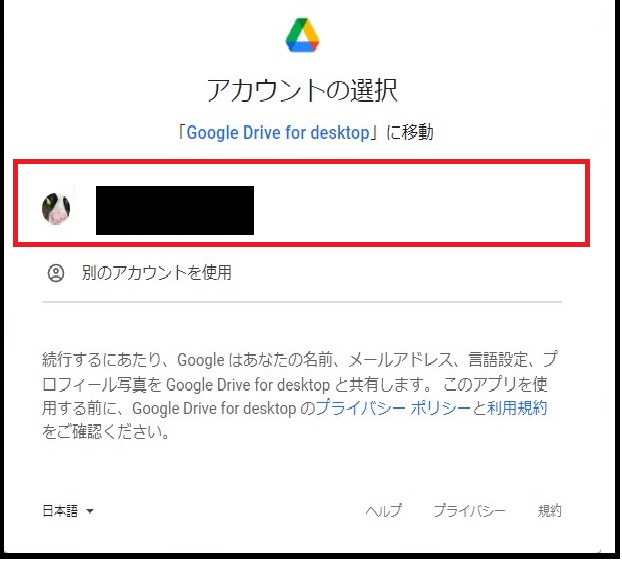 アカウントの選択
「Google Drive for desktop」に移動
別のアカウントを使用
続行するにあたり、Google はあなたの名前、メールアドレス、言語設定、プ
ロフィール写真を Google Drive for desktop と共有します。 このアプリを使
用する前に、Google Drive for desktop のプライバシー ポリシーと利用規約
をご確認ください。
日本語
ヘルプ プライバシー 規約